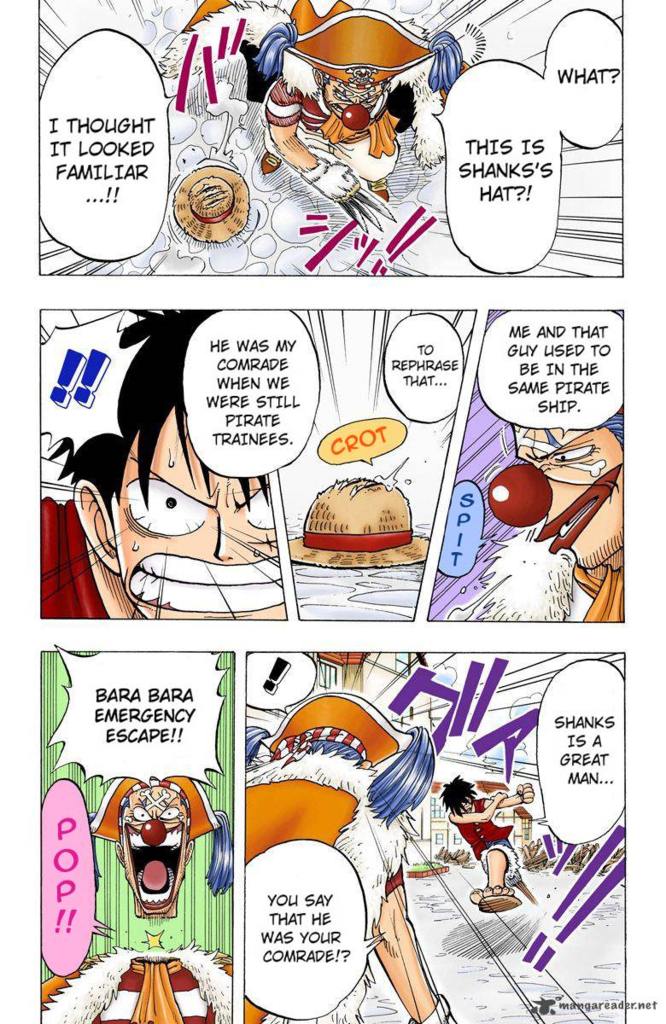 WHAT?
THIS IS
SHANKS'S
HAT?!
I THOUGHT
IT LOOKED
FAMILIAR
...!!
ME AND THAT
GUY USED TO
BE IN THE
SAME PIRATE
SHIP.
SPIT
TO
REPHRASE
THAT...
CROT
HE WAS MY
COMRADE
WHEN WE
WERE STILL
PIRATE
TRAINEES.
!!
SHANKS
IS A
GREAT
MAN...
!
YOU SAY
THAT HE
WAS YOUR
COMRADE!?
BARA BARA
EMERGENCY
ESCAPE!!
POP!!
mangareader.net